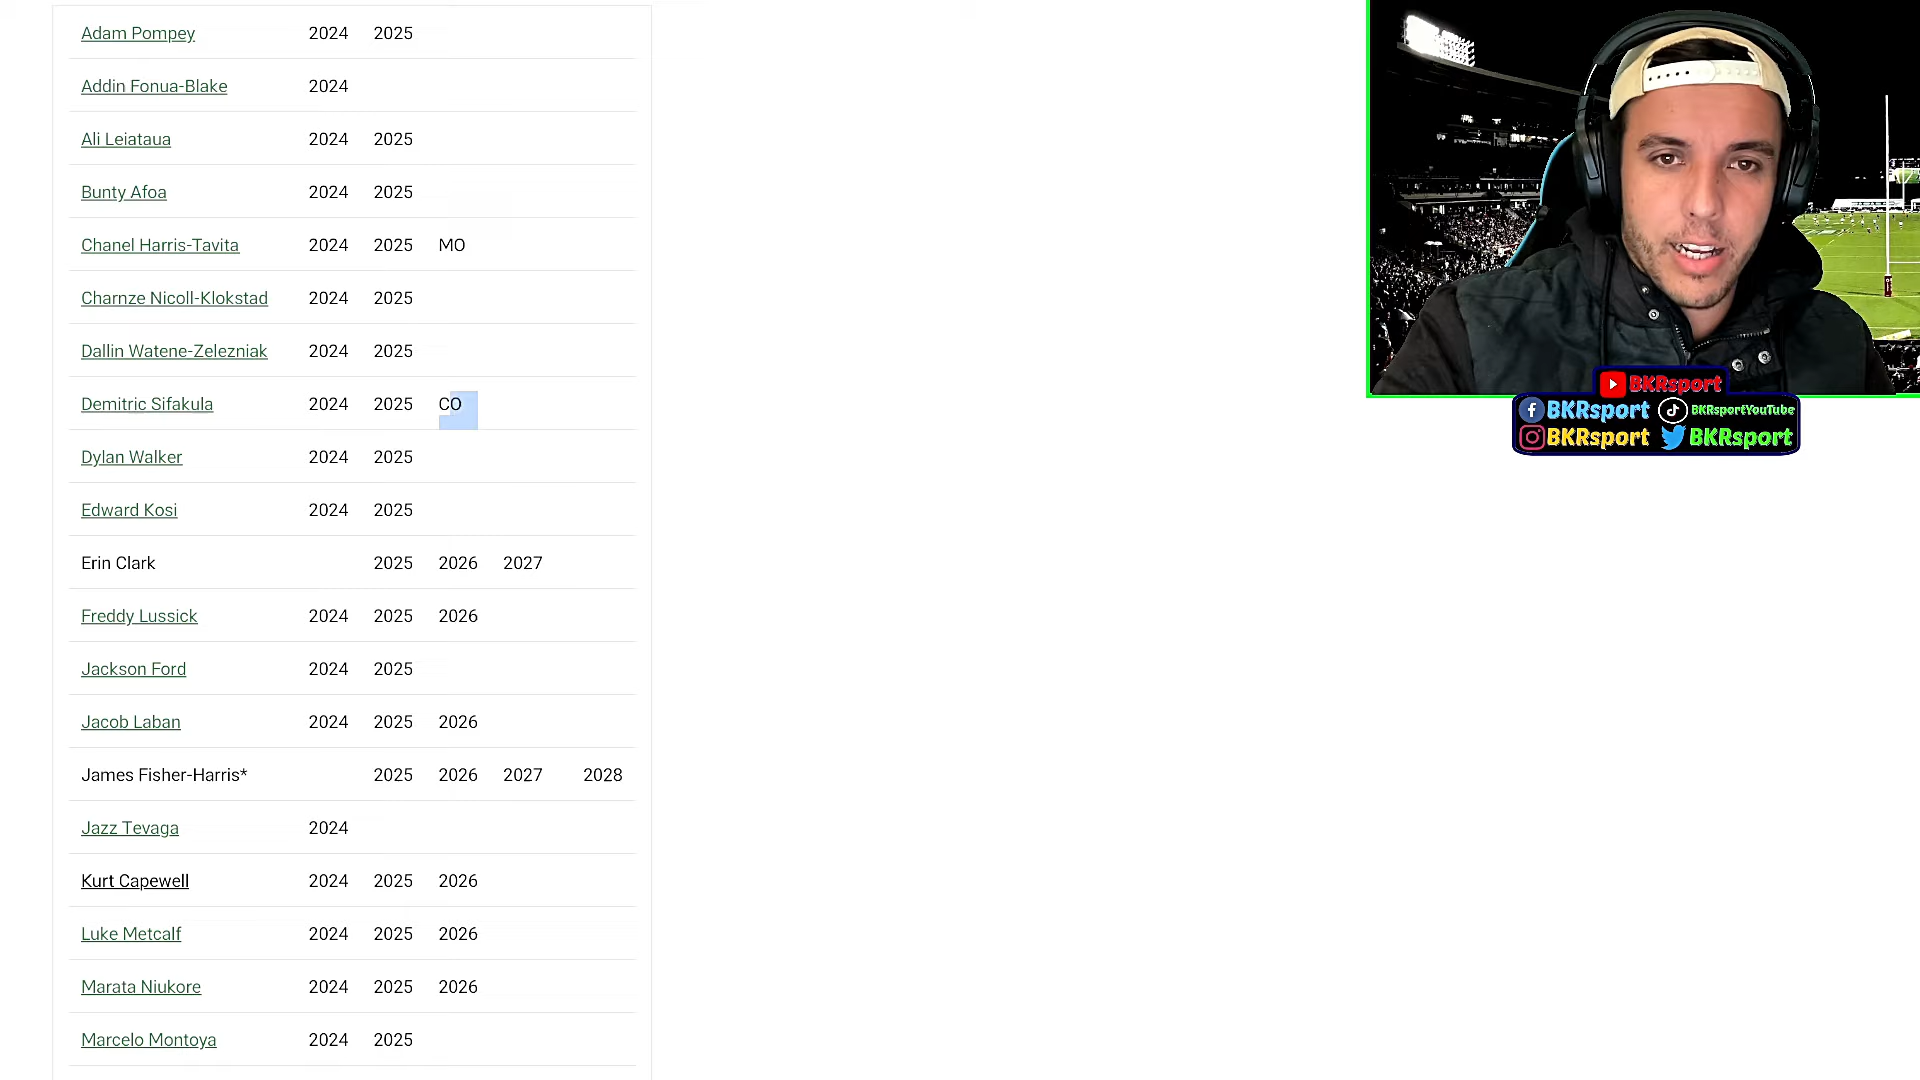 Adam Pompey 2024 2025
Addin Fonua-Blake 2024
Ali Leiataua 2024 2025
Bunty Afoa 2024 2025
Chanel Harris-Tavita 2024 2025 MO
Charnze Nicoll-Klokstad 2024 2025
Dallin Watene-Zelezniak 2024 2025
Demitric Sifakula 2024 2025 CO
Dylan Walker 2024 2025
Edward Kosi 2024 2025
Erin Clark 2025 2026 2027
Freddy Lussick 2024 2025 2026
Jackson Ford 2024 2025
Jacob Laban 2024 2025 2026
James Fisher-Harris* 2025 2026 2027 2028
Jazz Tevaga 2024
Kurt Capewell 2024 2025 2026
Luke Metcalf 2024 2025 2026
Marata Niukore 2024 2025 2026
Marcelo Montoya 2024 2025
BKRsport
BKRsport BKRsportYouTube
BKRsport BKRsport